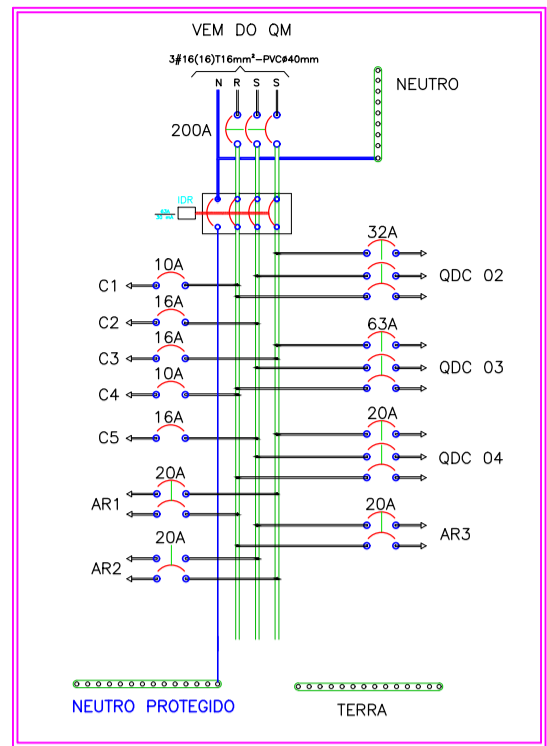 VEM DO QM
3#16(16)T16mm²-PVCø40mm
N R S S
NEUTRO
200A
IDR
32A
QDC 02
10A
C1
16A
C2
63A
16A
C3
QDC 03
10A
C4
20A
16A
C5
QDC 04
20A
AR1
20A
AR3
20A
AR2
NEUTRO PROTEGIDO
TERRA